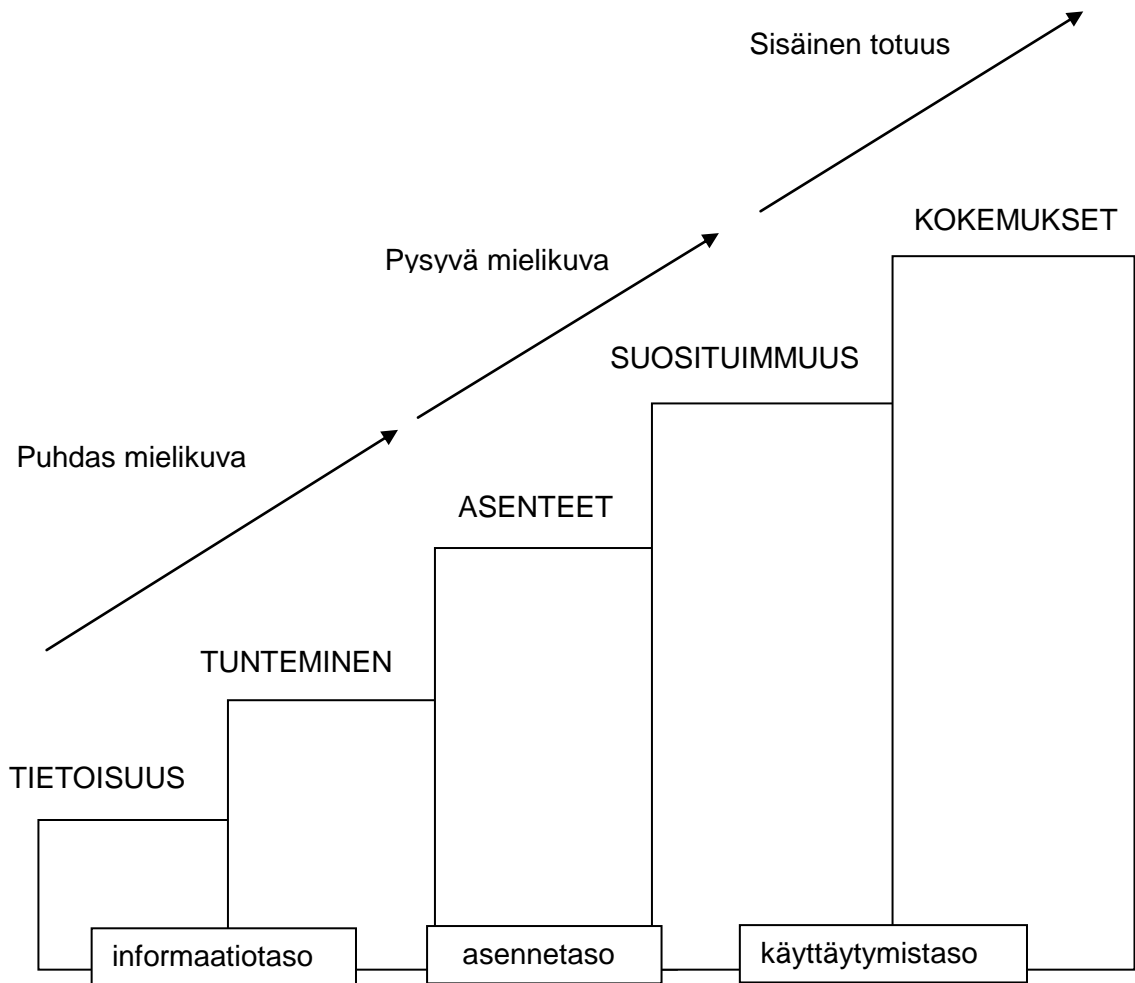 Sisäinen totuus
KOKEMUKSET
Pysyvä mielikuva
SUOSITUIMMUUS
Puhdas mielikuva
ASENTEET
TUNTEMINEN
TIETOISUUS
informaatiotaso
asennetaso
käyttäytymistaso